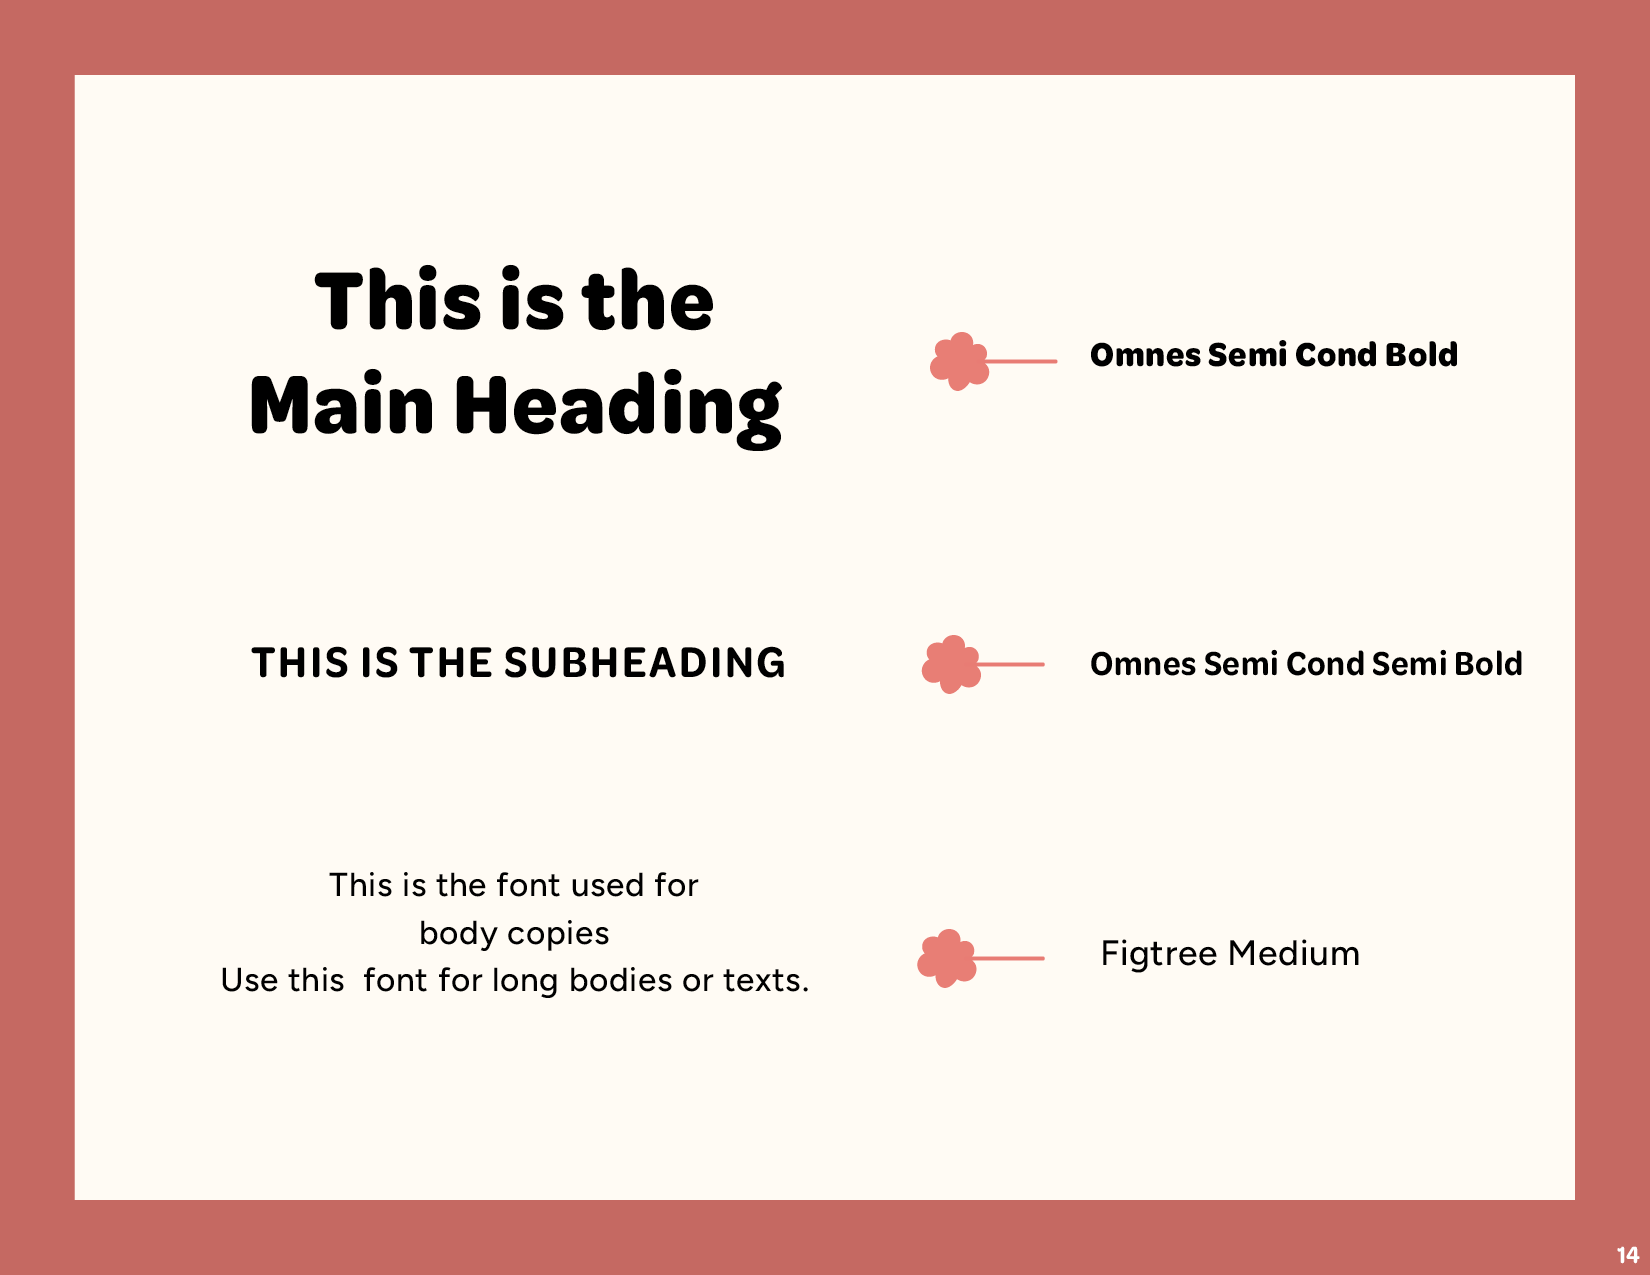 This is the
Main Heading
Omnes Semi Cond Bold
THIS IS THE SUBHEADING
Omnes Semi Cond Semi Bold
This is the font used for
body copies
Use this  font for long bodies or texts.
Figtree Medium
14